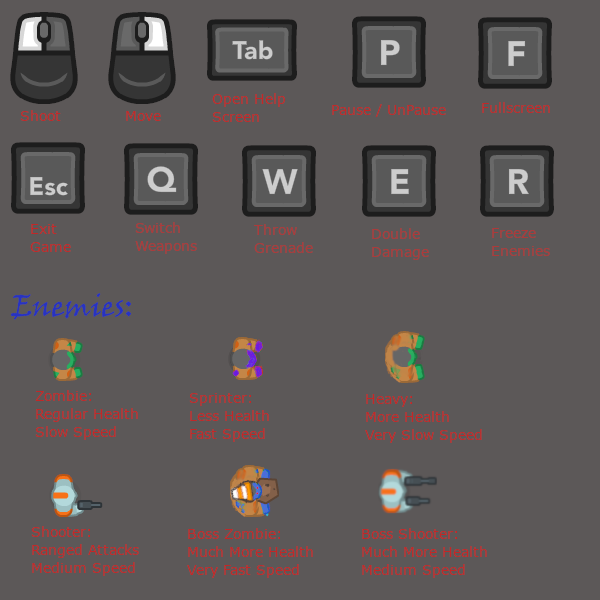 Tab
P
F
Shoot
Move
Open Help
Screen
Pause / UnPause
Fullscreen
Esc
Q
W
E
R
Exit
Game
Switch
Weapons
Throw
Grenade
Double
Damage
Freeze
Enemies
Enemies:
Zombie:
Regular Health
Slow Speed
Sprinter:
Less Health
Fast Speed
Heavy:
More Health
Very Slow Speed
Shooter:
Ranged Attacks
Medium Speed
Boss Zombie:
Much More Health
Very Fast Speed
Boss Shooter:
Much More Health
Medium Speed